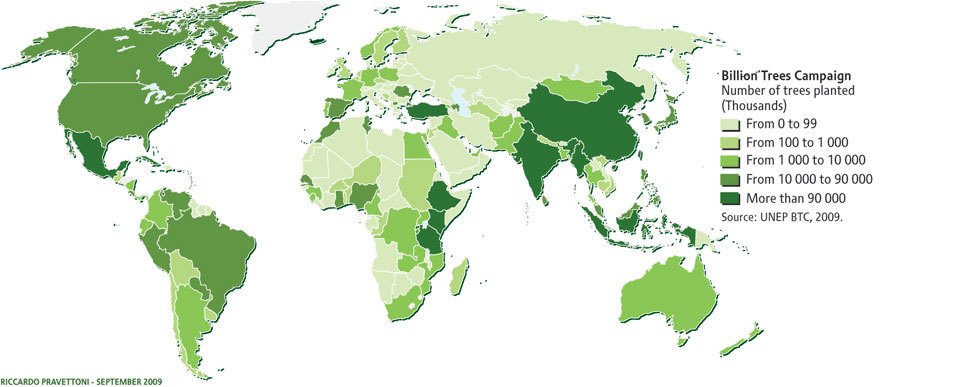 Billion Trees Campaign
Number of trees planted
(Thousands)
From 0 to 99
From 100 to 1 000
From 1 000 to 10 000
From 10 000 to 90 000
More than 90 000
Source: UNEP BTC, 2009.
RICCARDO PRAVETTONI - SEPTEMBER 2009